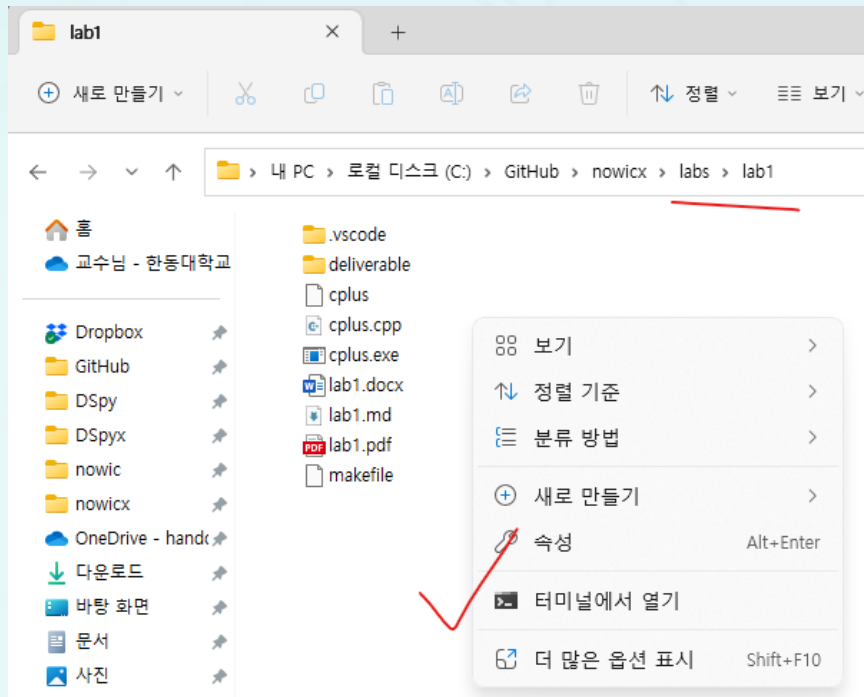 lab1
새로 만들기
정렬
보기
내 PC > 로컬 디스크 (C:) > GitHub > nowicx > labs > lab1
홈
교수님 - 한동대학교
Dropbox
GitHub
DSpy
DSpyx
nowic
nowicx
OneDrive - hando
다운로드
바탕 화면
문서
사진
.vscode
deliverable
cplus
cplus.cpp
cplus.exe
lab1.docx
lab1.md
lab1.pdf
makefile
보기
정렬 기준
분류 방법
새로 만들기
속성 Alt+Enter
터미널에서 열기
더 많은 옵션 표시 Shift+F10